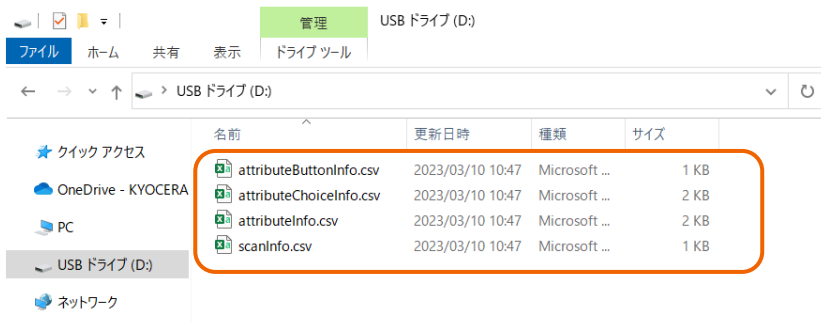 管理
USB ドライブ (D:)
ファイル
ホーム
共有
表示
ドライブ ツール
USB ドライブ (D:)
名前
更新日時
種類
サイズ
クイック アクセス
OneDrive - KYOCERA
PC
USB ドライブ (D:)
ネットワーク
attributeButtonInfo.csv 2023/03/10 10:47 Microsoft ... 1 KB
attributeChoiceInfo.csv 2023/03/10 10:47 Microsoft ... 2 KB
attributeInfo.csv 2023/03/10 10:47 Microsoft ... 2 KB
scanInfo.csv 2023/03/10 10:47 Microsoft ... 1 KB